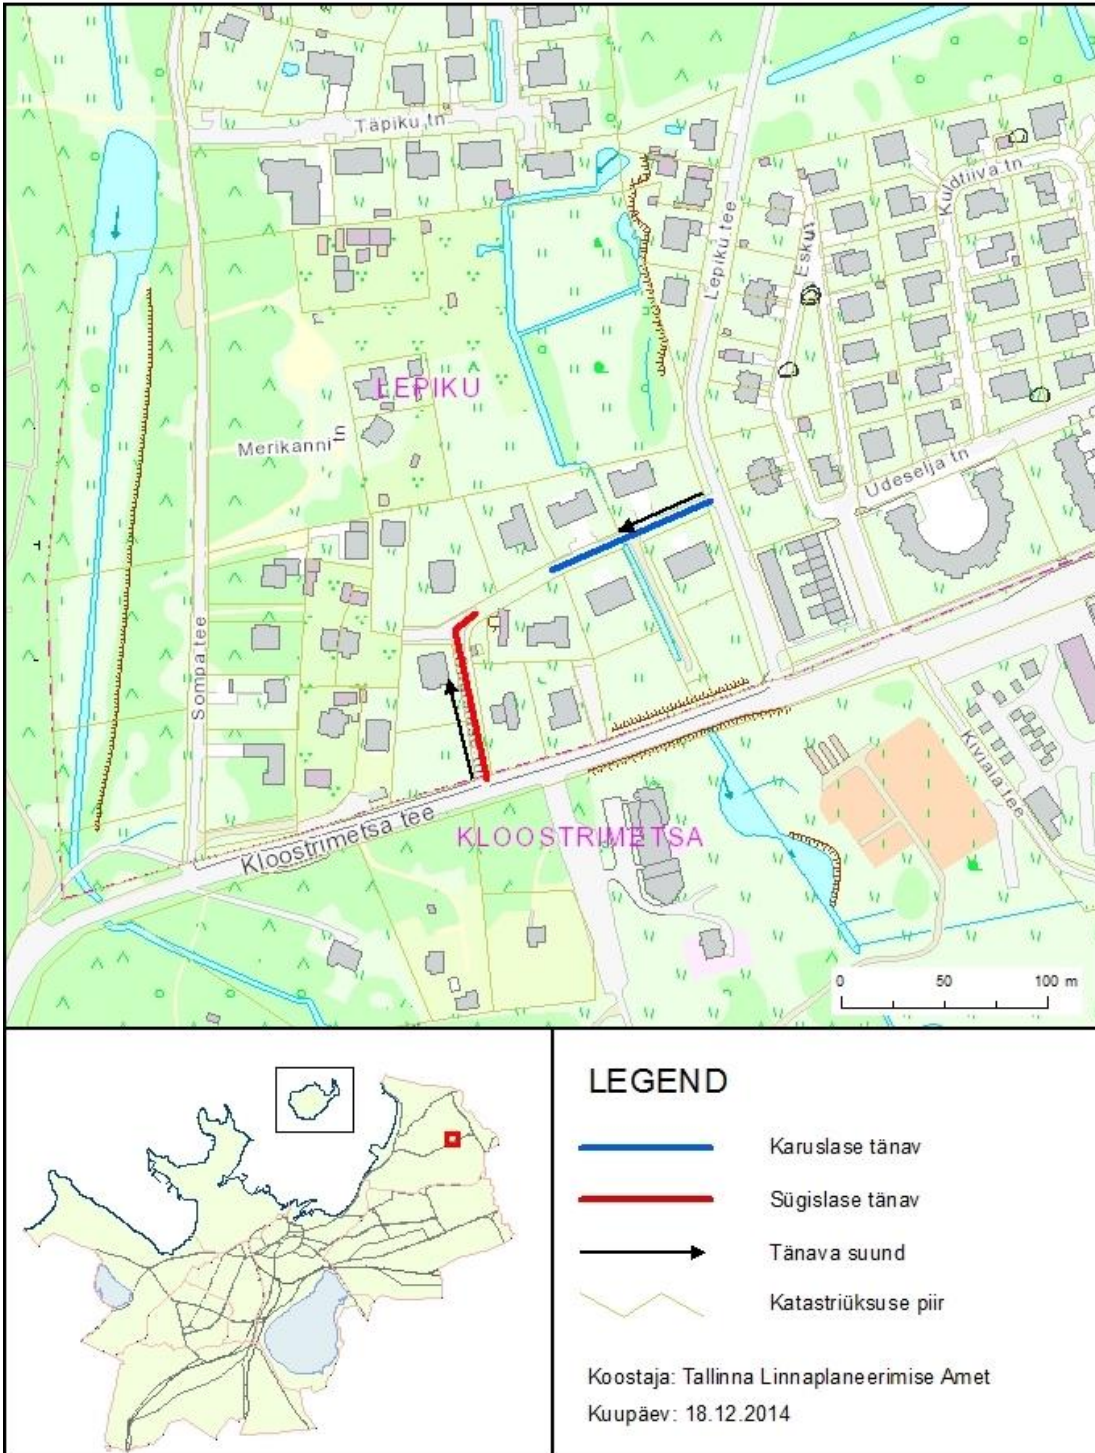 Täpiku tn
Lepiku tee
Esku
Kuldtiiva tn
LEPIKU
Merikanni
tn
Udeselja tn
Sompa tee
Kloostrimetsa tee
KLOOSTRIMETSA
Kiviala tee
0 50 100 m
LEGEND
Karuslase tänav
Sügislase tänav
Tänava suund
Katastriüksuse piir
Koostaja: Tallinna Linnaplaneerimise Amet
Kuupäev: 18.12.2014